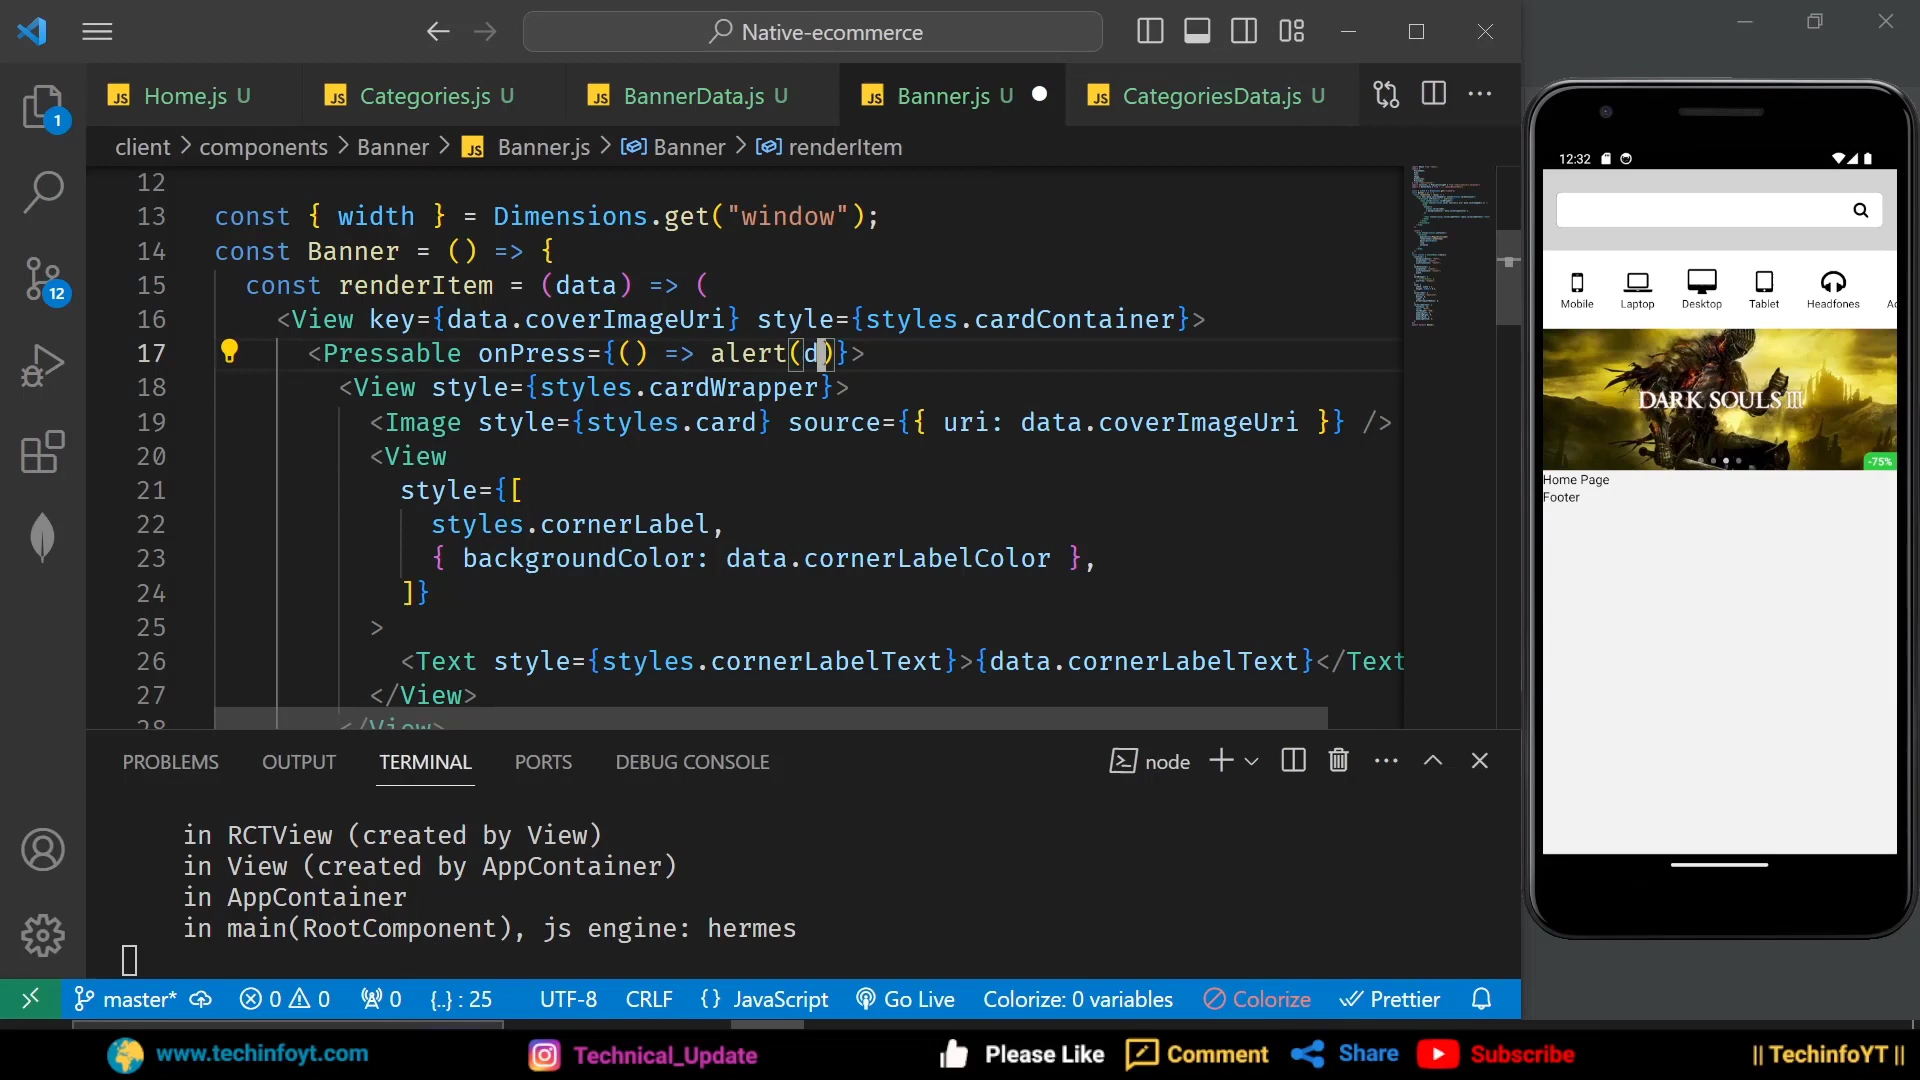 Native-ecommerce
Home.js U
Categories.js U
BannerData.js U
Banner.js U
CategoriesData.js U
client > components > Banner > Banner.js > Banner > renderItem
12
13 const { width } = Dimensions.get("window");
14 const Banner = () => {
15 const renderItem = (data) => (
16 <View key={data.coverImageUri} style={styles.cardContainer}>
17 <Pressable onPress={() => alert(d)}>
18 <View style={styles.cardWrapper}>
19 <Image style={styles.card} source={{ uri: data.coverImageUri }} />
20 <View
21 style={[
22 styles.cornerLabel,
23 { backgroundColor: data.cornerLabelColor },
24 ]}
25 >
26 <Text style={styles.cornerLabelText}>{data.cornerLabelText}</Text
27 </View>
28 </View>
1
12
PROBLEMS OUTPUT TERMINAL PORTS DEBUG CONSOLE
node
in RCTView (created by View)
in View (created by AppContainer)
in AppContainer
in main(RootComponent), js engine: hermes
master* 0 0 0 {..} : 25 UTF-8 CRLF {} JavaScript Go Live Colorize: 0 variables Colorize Prettier
12:32
Mobile Laptop Desktop Tablet Headfones
DARK SOULS III
-75%
Home Page
Footer
www.techinfoyt.com Technical_Update Please Like Comment Share Subscribe || TechinfoYT ||